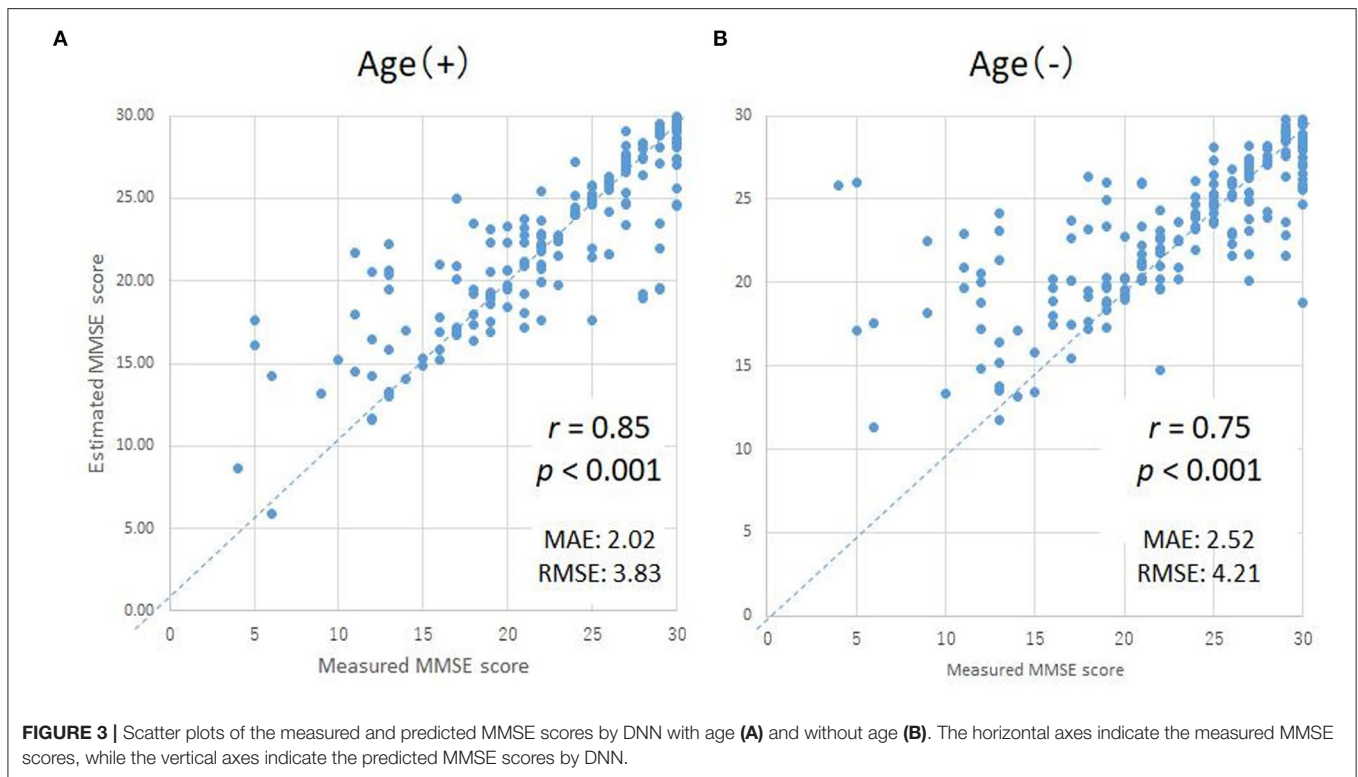 A
Age(+)
Estimated MMSE score
30.00
25.00
20.00
15.00
10.00
5.00
0.00
0 5 10 15 20 25 30
Measured MMSE score
r = 0.85
p < 0.001
MAE: 2.02
RMSE: 3.83
B
Age(-)
30
25
20
15
10
5
0
0 5 10 15 20 25 30
Measured MMSE score
r = 0.75
p < 0.001
MAE: 2.52
RMSE: 4.21
FIGURE 3 | Scatter plots of the measured and predicted MMSE scores by DNN with age (A) and without age (B). The horizontal axes indicate the measured MMSE
scores, while the vertical axes indicate the predicted MMSE scores by DNN.